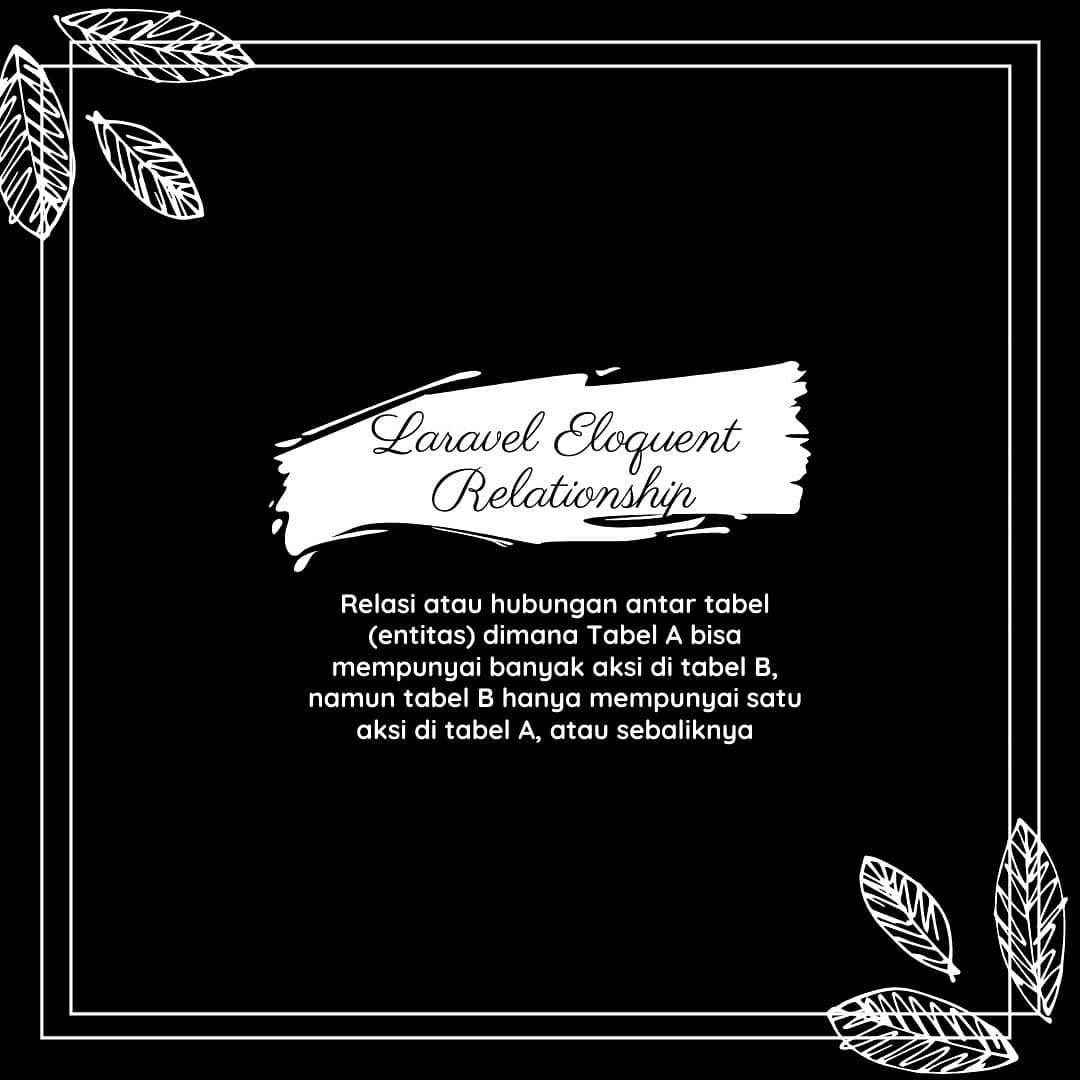 Laravel Eloquent
Relationship
Relasi atau hubungan antar tabel
(entitas) dimana Tabel A bisa
mempunyai banyak aksi di tabel B,
namun tabel B hanya mempunyai satu
aksi di tabel A, atau sebaliknya